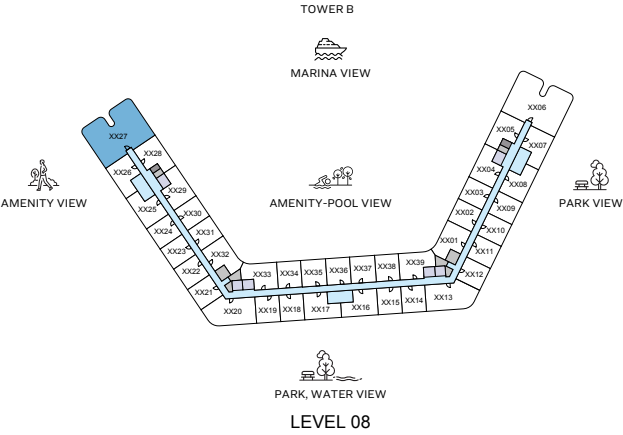 TOWER B
MARINA VIEW
XX06
XX27
XX05
XX07
XX28
XX26
XX04
XX08
XX29
AMENITY VIEW
AMENITY-POOL VIEW
PARK VIEW
XX25
XX03
XX09
XX30
XX02
XX24
XX10
XX31
XX01
XX23
XX11
XX32
XX22
XX33
XX34
XX35
XX36
XX37
XX38
XX39
XX12
XX21
XX20
XX19
XX18
XX17
XX16
XX15
XX14
XX13
PARK, WATER VIEW
LEVEL 08